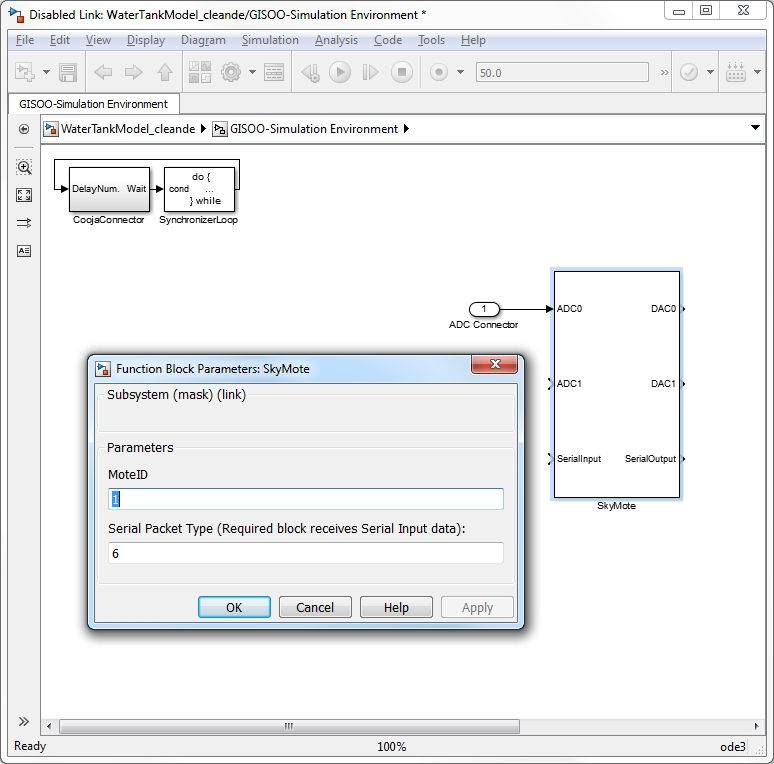 Disabled Link: WaterTankModel_cleande/GISOO-Simulation Environment *
File Edit View Display Diagram Simulation Analysis Code Tools Help
50.0
»
GISOO-Simulation Environment
WaterTankModel_cleande GISOO-Simulation Environment
DelayNum. Wait
CoojaConnector
do {
cond ...
} while
SynchronizerLoop
1
ADC Connector
ADC0 DAC0
ADC1 DAC1
SerialInput SerialOutput
SkyMote
Function Block Parameters: SkyMote
Subsystem (mask) (link)
Parameters
MoteID
1
Serial Packet Type (Required block receives Serial Input data):
6
OK Cancel Help Apply
Ready 100% ode3